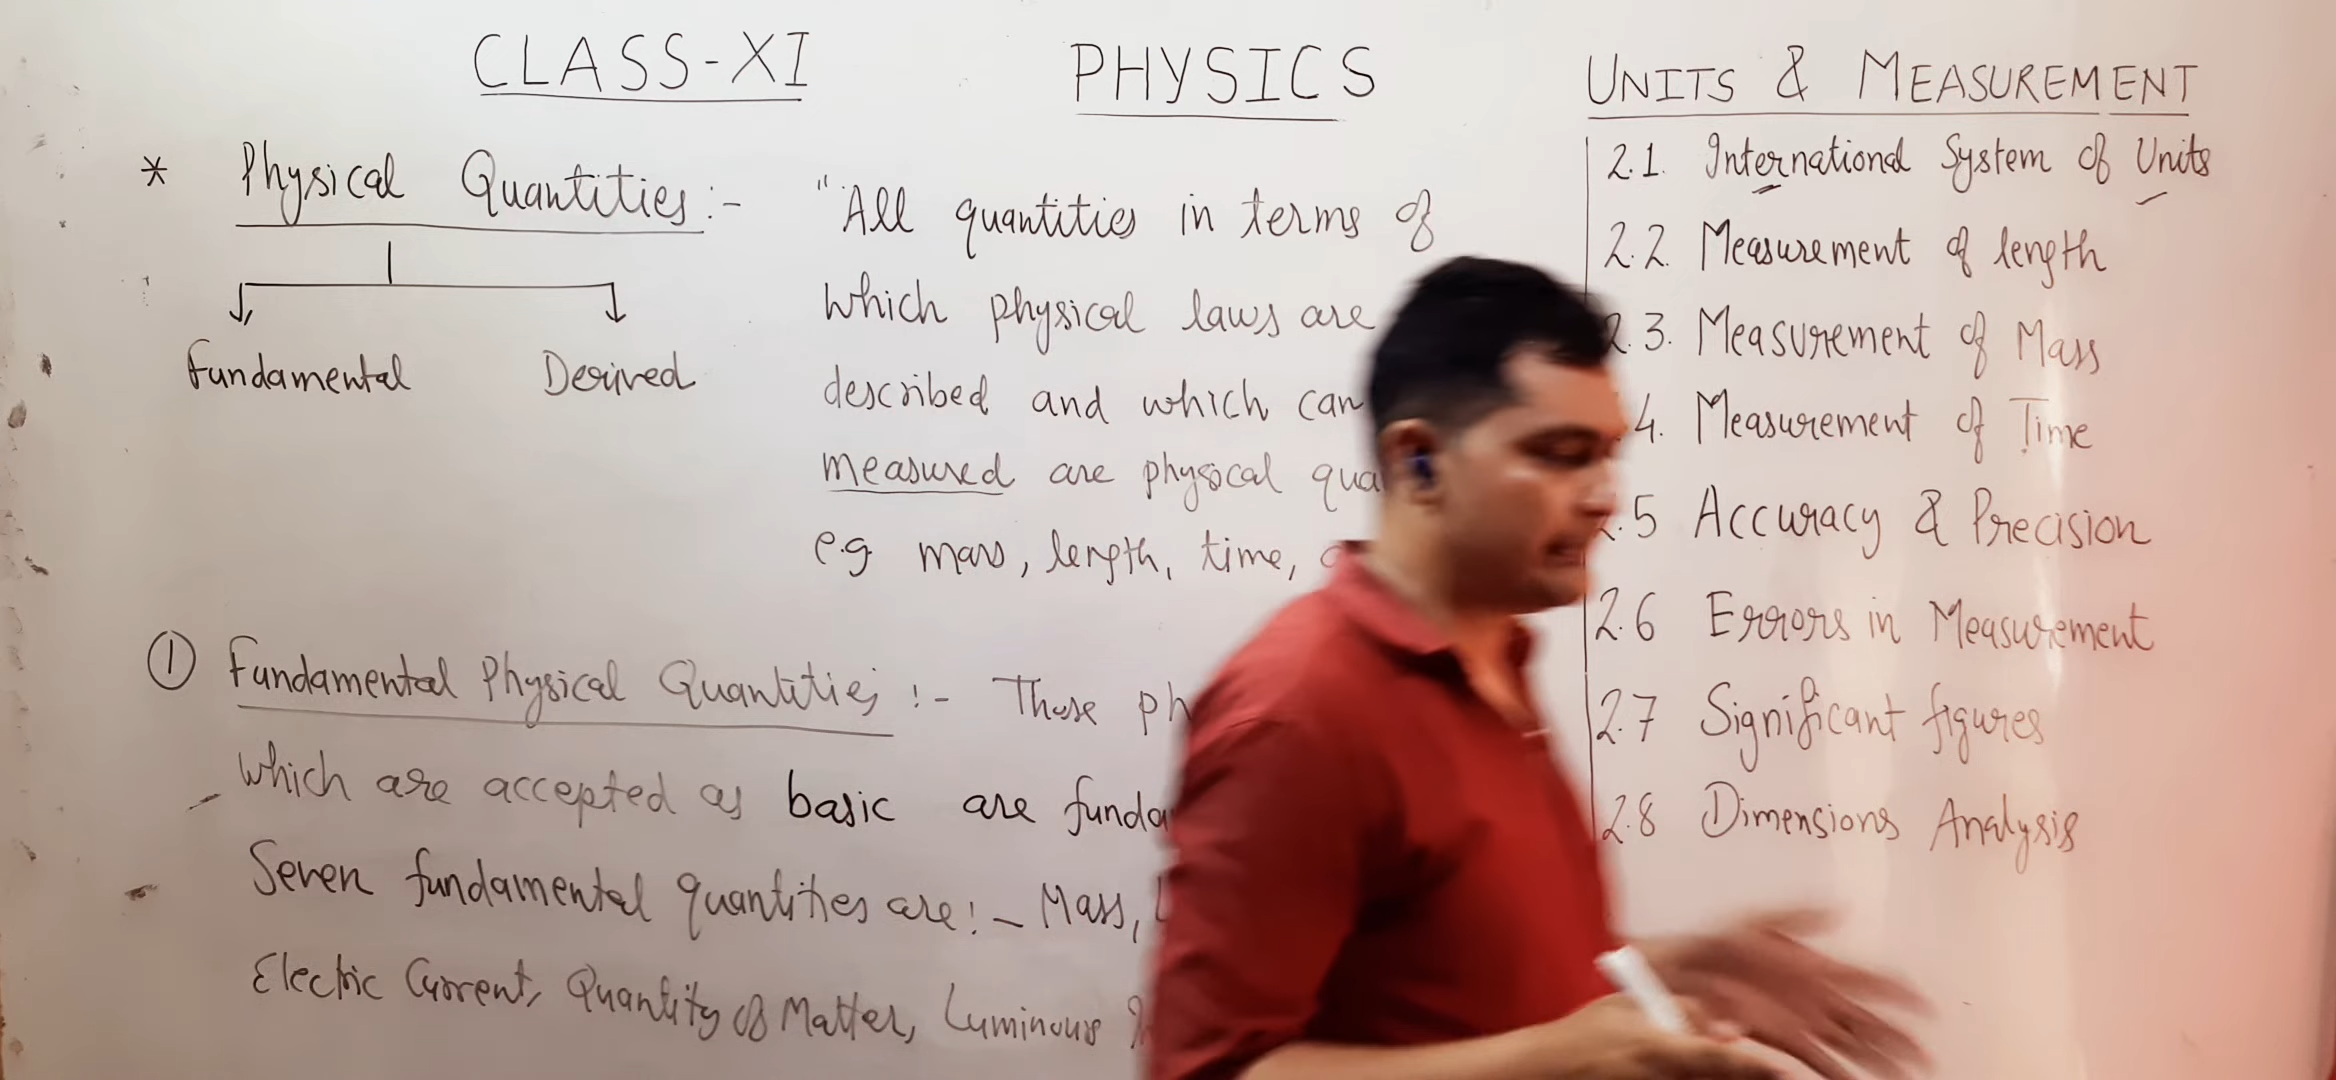 CLASS-XI PHYSICS
UNITS & MEASUREMENT
* Physical Quantities :-
Fundamental Derived
"All quantities in terms of
which physical laws are
described and which can
measured are physical
e.g mass, length, time,
① Fundamental Physical Quantities :- Those
which are accepted as basic are
Seven fundamental quantities are :- Mass,
Electric Current, Quantity of Matter, Luminous
2.1. International System of Units
2.2. Measurement of length
2.3. Measurement of Mass
.4. Measurement of Time
.5 Accuracy & Precision
2.6 Errors in Measurement
2.7 Significant figures
2.8 Dimensions Analysis